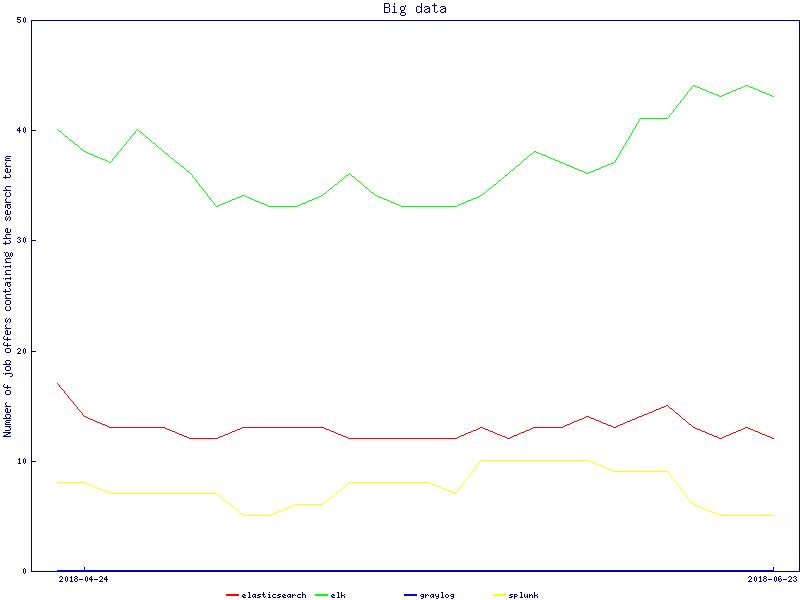 Big data
50
40
30
20
10
0
Number of job offers containing the search term
2018-04-24 2018-06-23
elasticsearch elk graylog splunk